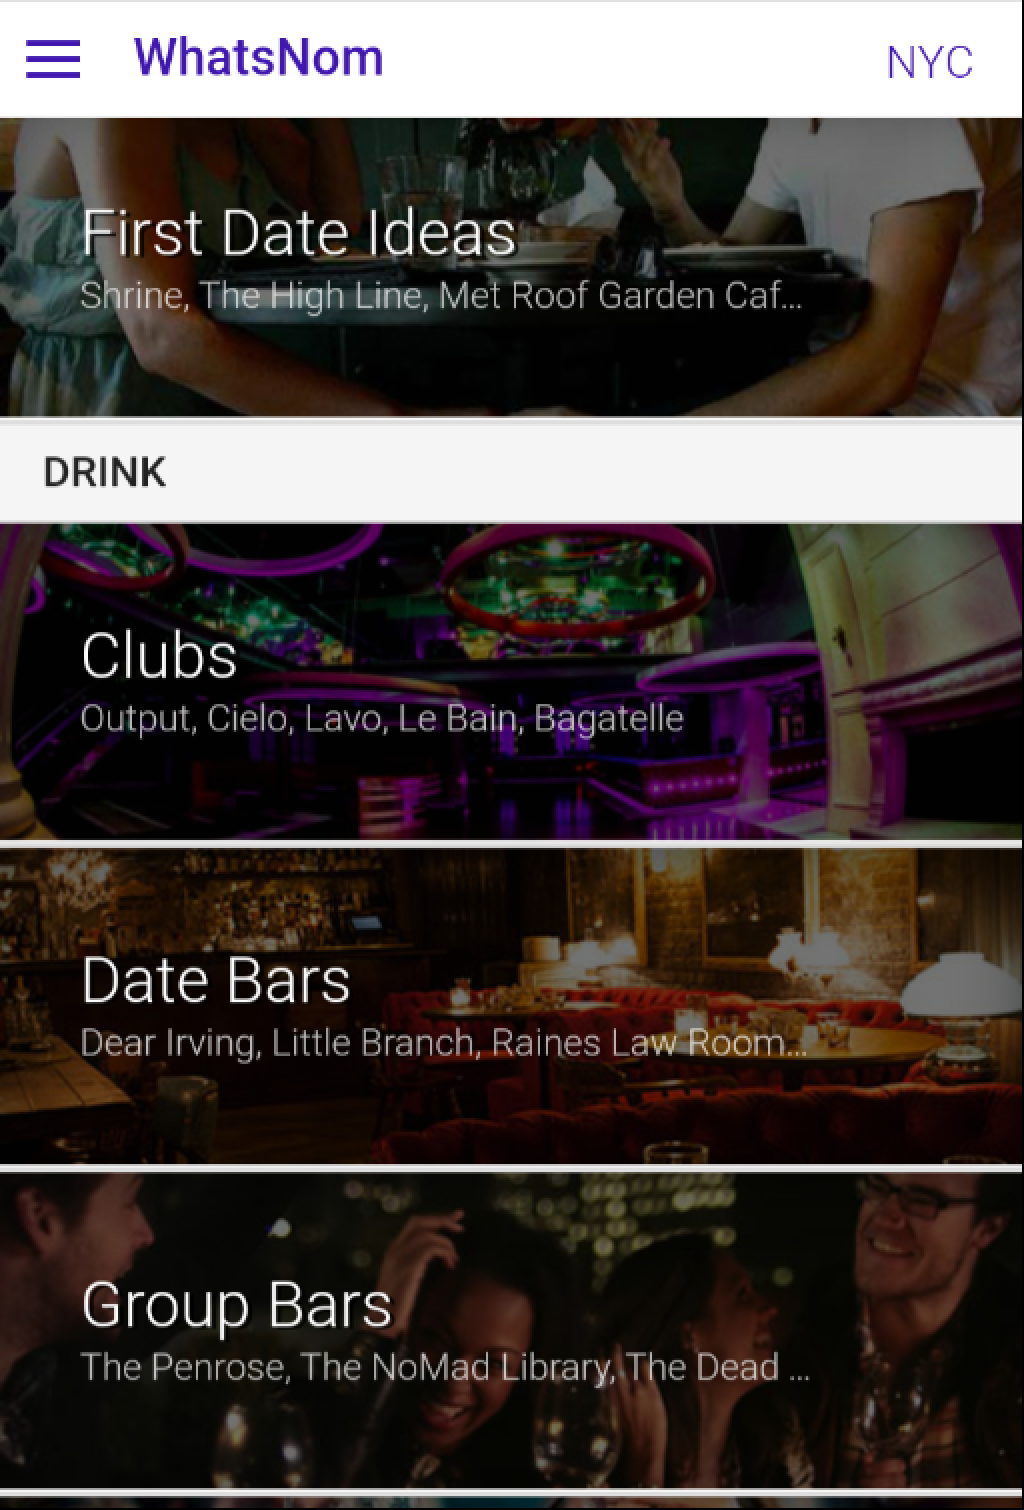 WhatsNom
NYC
First Date Ideas
Shrine, The High Line, Met Roof Garden Caf...
DRINK
Clubs
Output, Cielo, Lavo, Le Bain, Bagatelle
Date Bars
Dear Irving, Little Branch, Raines Law Room...
Group Bars
The Penrose, The NoMad Library, The Dead ...